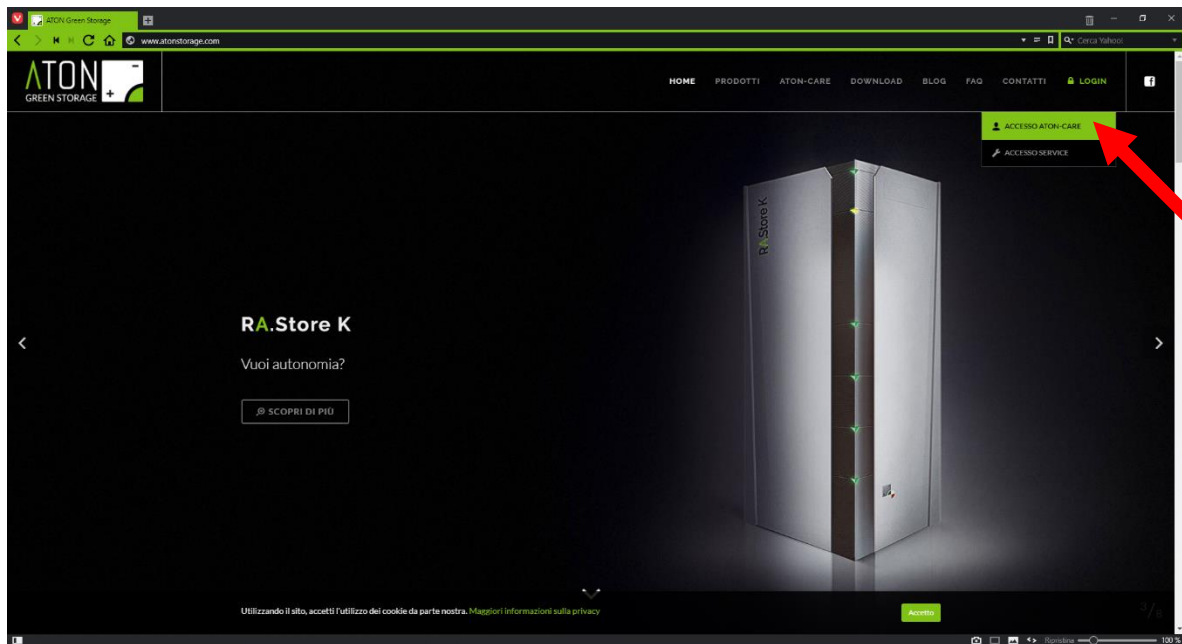 ATON Green Storage
www.atonstorage.com
Cerca Yahoo!
ATON
GREEN STORAGE
HOME PRODOTTI ATON-CARE DOWNLOAD BLOG FAQ CONTATTI LOGIN
ACCESSO ATON-CARE
ACCESSO SERVICE
RA.Store K
RA.Store K
Vuoi autonomia?
SCOPRI DI PIÙ
Utilizzando il sito, accetti l'utilizzo dei cookie da parte nostra. Maggiori informazioni sulla privacy
Accetto
3/8
Ripristina 100 %